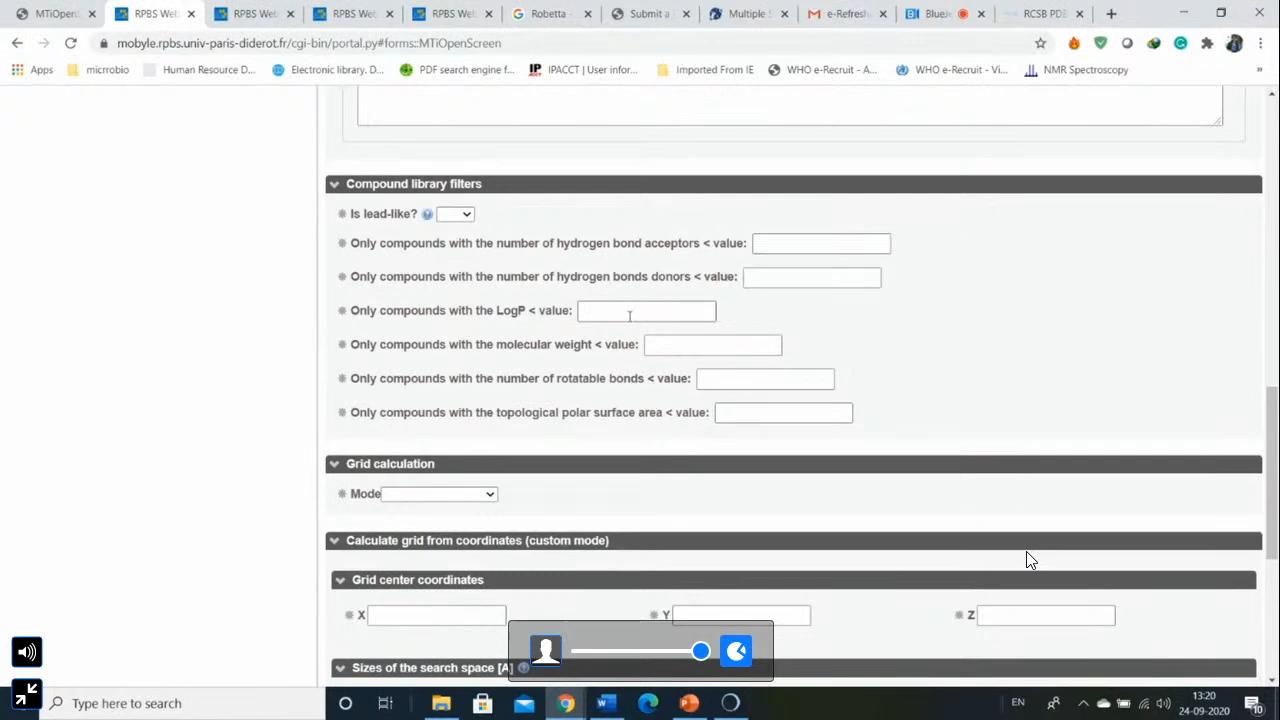 MTiOpen
RPBS Web
RPBS Web
RPBS Web
RPBS Web
Robetta -
Submit a
Multiple S
e-Refresh
BlueJe
RCSB PDB
mobyle.rpbs.univ-paris-diderot.fr/cgi-bin/portal.py#forms::MTiOpenScreen
Apps
micrrobio
Human Resource D...
Electronic library. D...
PDF search engine f...
IPACCT | User infor...
Imported From IE
WHO e-Recruit - A...
WHO e-Recruit - Vi...
NMR Spectroscopy
»
Compound library filters
Is lead-like?
Only compounds with the number of hydrogen bond acceptors < value:
Only compounds with the number of hydrogen bonds donors < value:
Only compounds with the LogP < value:
Only compounds with the molecular weight < value:
Only compounds with the number of rotatable bonds < value:
Only compounds with the topological polar surface area < value:
Grid calculation
Mode
Calculate grid from coordinates (custom mode)
Grid center coordinates
X
Y
Z
Sizes of the search space [A]
Type here to search
EN
13:20
24-09-2020
10